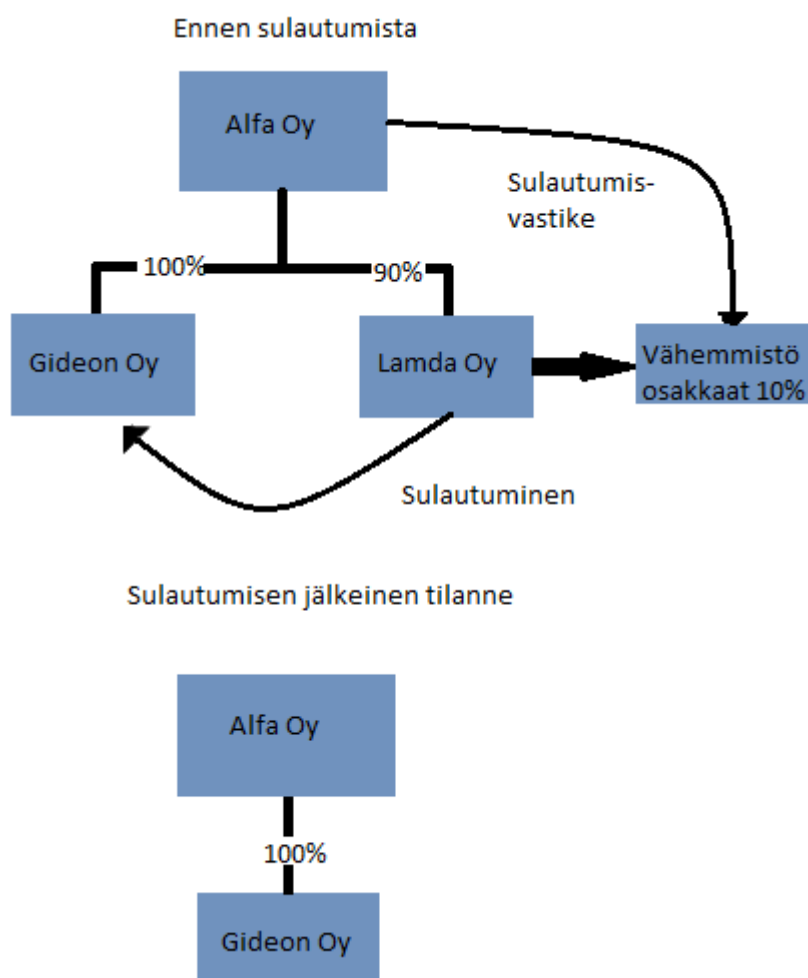 Ennen sulautumista
Alfa Oy
Sulautumis-
vastike
100%
90%
Gideon Oy
Lamda Oy
Vähemmistö
osakkaat 10%
Sulautuminen
Sulautumisen jälkeinen tilanne
Alfa Oy
100%
Gideon Oy